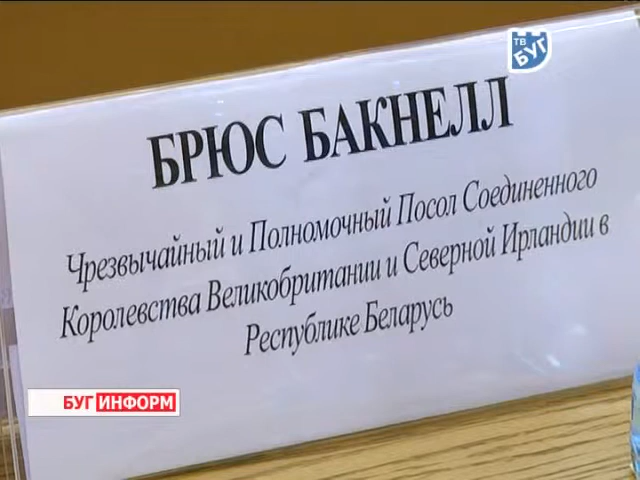 ТВ
БУГ
БРЮС БАКНЕЛЛ
Чрезвычайный и Полномочный Посол Соединенного
Королевства Великобритании и Северной Ирландии в
Республике Беларусь
БУГ ИНФОРМ